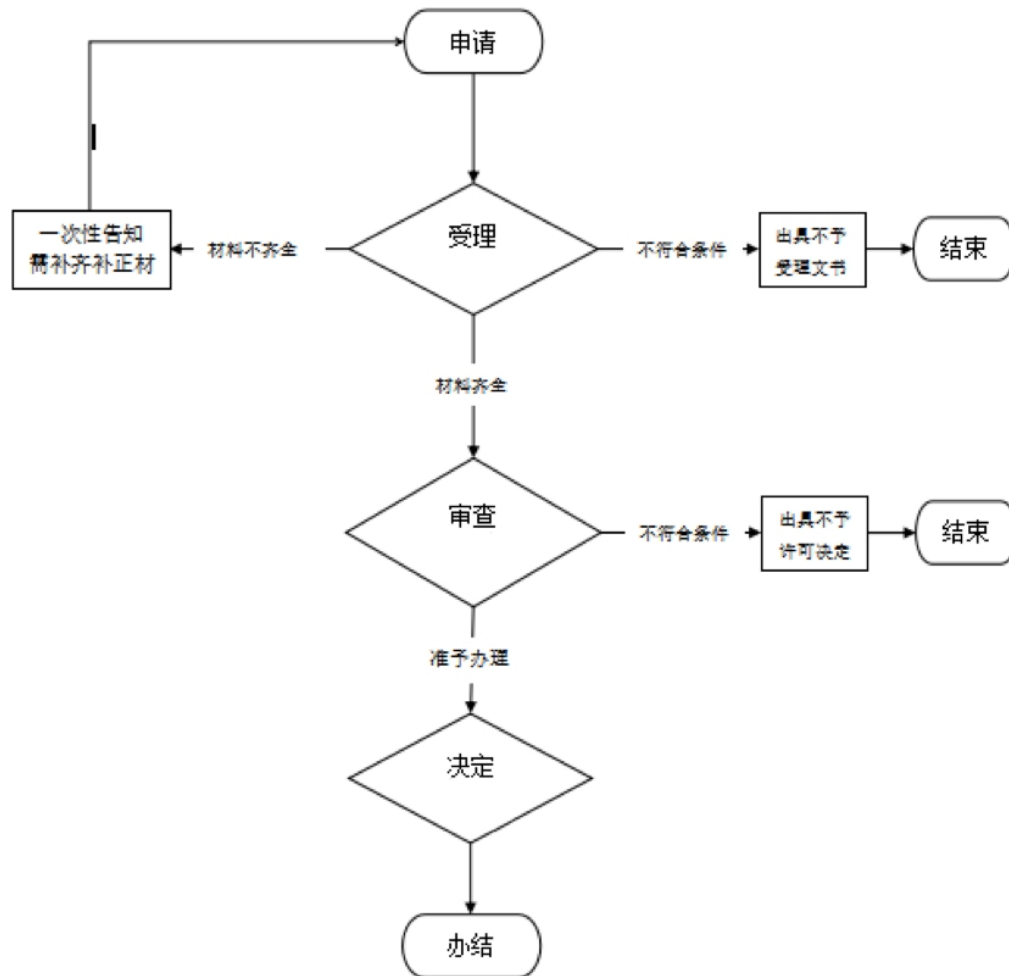 申请
一次性告知
需补齐补正材
材料不齐全
受理
不符合条件
出具不予
受理文书
结束
材料齐全
审查
不符合条件
出具不予
许可决定
结束
准予办理
决定
办结